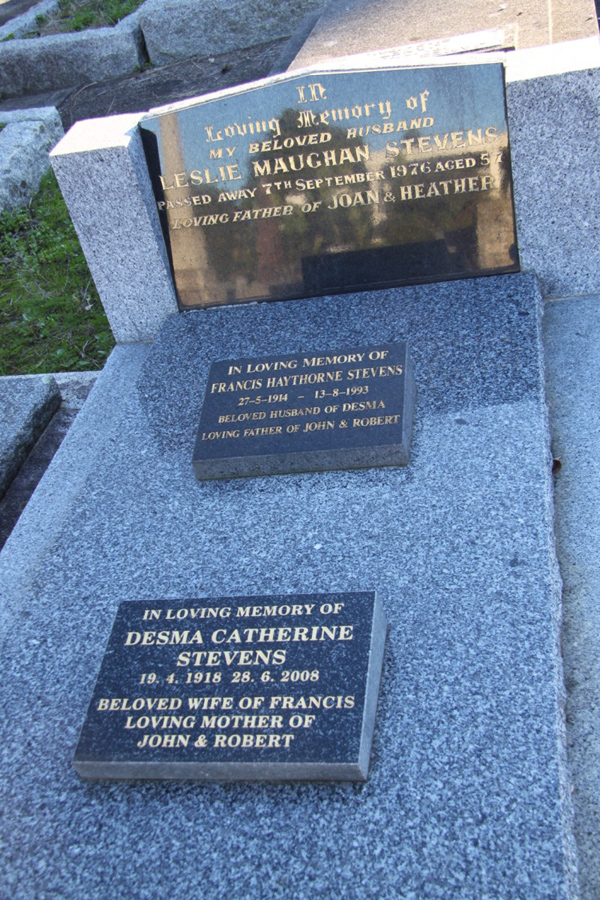 In
Loving Memory of
MY BELOVED HUSBAND
LESLIE MAUGHAN STEVENS
PASSED AWAY 7TH SEPTEMBER 1976 AGED 57
LOVING FATHER OF JOAN & HEATHER
IN LOVING MEMORY OF
FRANCIS HAYTHORNE STEVENS
27-5-1914 - 13-8-1993
BELOVED HUSBAND OF DESMA
LOVING FATHER OF JOHN & ROBERT
IN LOVING MEMORY OF
DESMA CATHERINE
STEVENS
19. 4. 1918 28. 6. 2008
BELOVED WIFE OF FRANCIS
LOVING MOTHER OF
JOHN & ROBERT